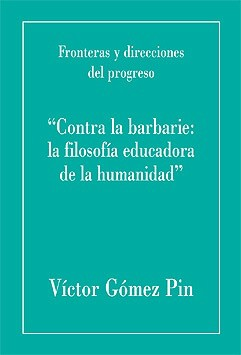 Fronteras y direcciones
del progreso
“Contra la barbarie:
la filosofía educadora
de la humanidad”
Víctor Gómez Pin